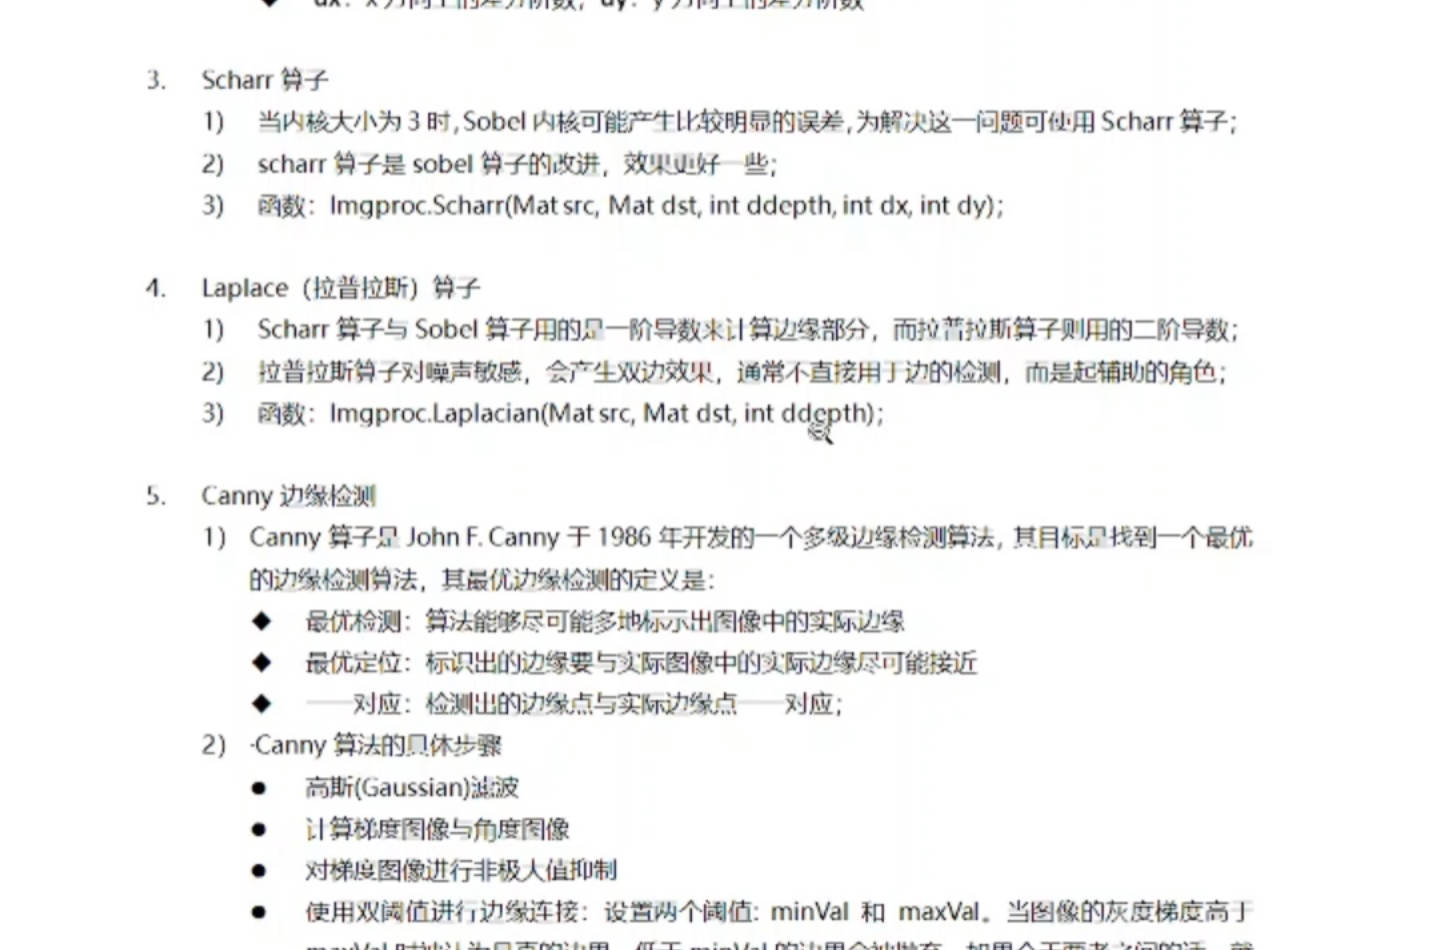 ◆ dx：x 方向上的差分阶数，dy：y 方向上的差分阶数
3. Scharr 算子
1) 当内核大小为 3 时，Sobel 内核可能产生比较明显的误差，为解决这一问题可使用 Scharr 算子；
2) scharr 算子是 sobel 算子的改进，效果更好一些；
3) 函数：Imgproc.Scharr(Mat src, Mat dst, int ddepth, int dx, int dy);
4. Laplace（拉普拉斯）算子
1) Scharr 算子与 Sobel 算子用的是一阶导数来计算边缘部分，而拉普拉斯算子则用的二阶导数；
2) 拉普拉斯算子对噪声敏感，会产生双边效果，通常不直接用于边的检测，而是起辅助的角色；
3) 函数：Imgproc.Laplacian(Mat src, Mat dst, int ddepth);
5. Canny 边缘检测
1) Canny 算子是 John F. Canny 于 1986 年开发的一个多级边缘检测算法，其目标是找到一个最优
的边缘检测算法，其最优边缘检测的定义是：
◆ 最优检测：算法能够尽可能多地标示出图像中的实际边缘
◆ 最优定位：标识出的边缘要与实际图像中的实际边缘尽可能接近
◆ 一一对应：检测出的边缘点与实际边缘点一一对应；
2) ·Canny 算法的具体步骤
● 高斯(Gaussian)滤波
● 计算梯度图像与角度图像
● 对梯度图像进行非极大值抑制
● 使用双阈值进行边缘连接：设置两个阈值: minVal 和 maxVal。当图像的灰度梯度高于